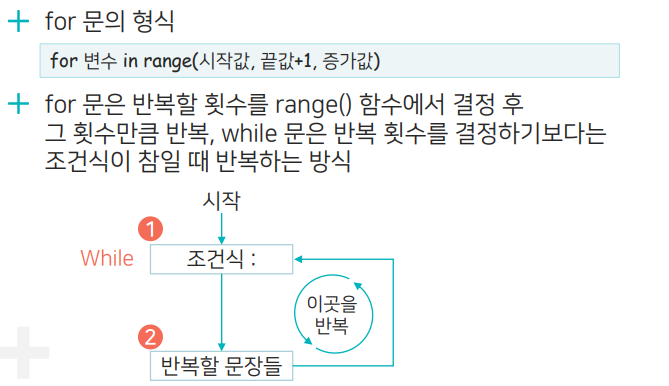 for 문의 형식
for 변수 in range(시작값, 끝값+1, 증가값)
for 문은 반복할 횟수를 range() 함수에서 결정 후
그 횟수만큼 반복, while 문은 반복 횟수를 결정하기보다는
조건식이 참일 때 반복하는 방식
시작
1
While
조건식 :
이곳을
반복
2
반복할 문장들